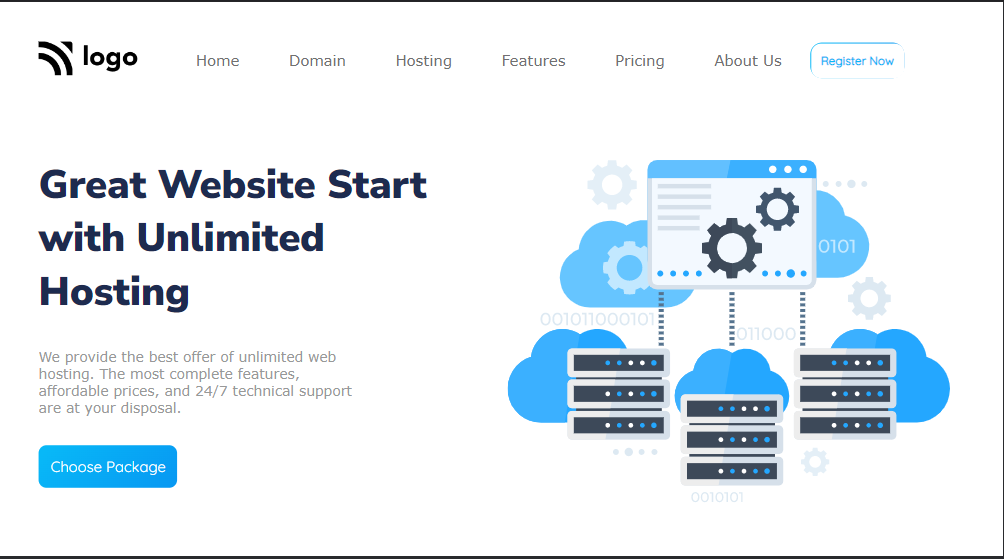 logo
Home Domain Hosting Features Pricing About Us Register Now
Great Website Start
with Unlimited
Hosting
We provide the best offer of unlimited web
hosting. The most complete features,
affordable prices, and 24/7 technical support
are at your disposal.
Choose Package
0101
001011000101
011000
0010101